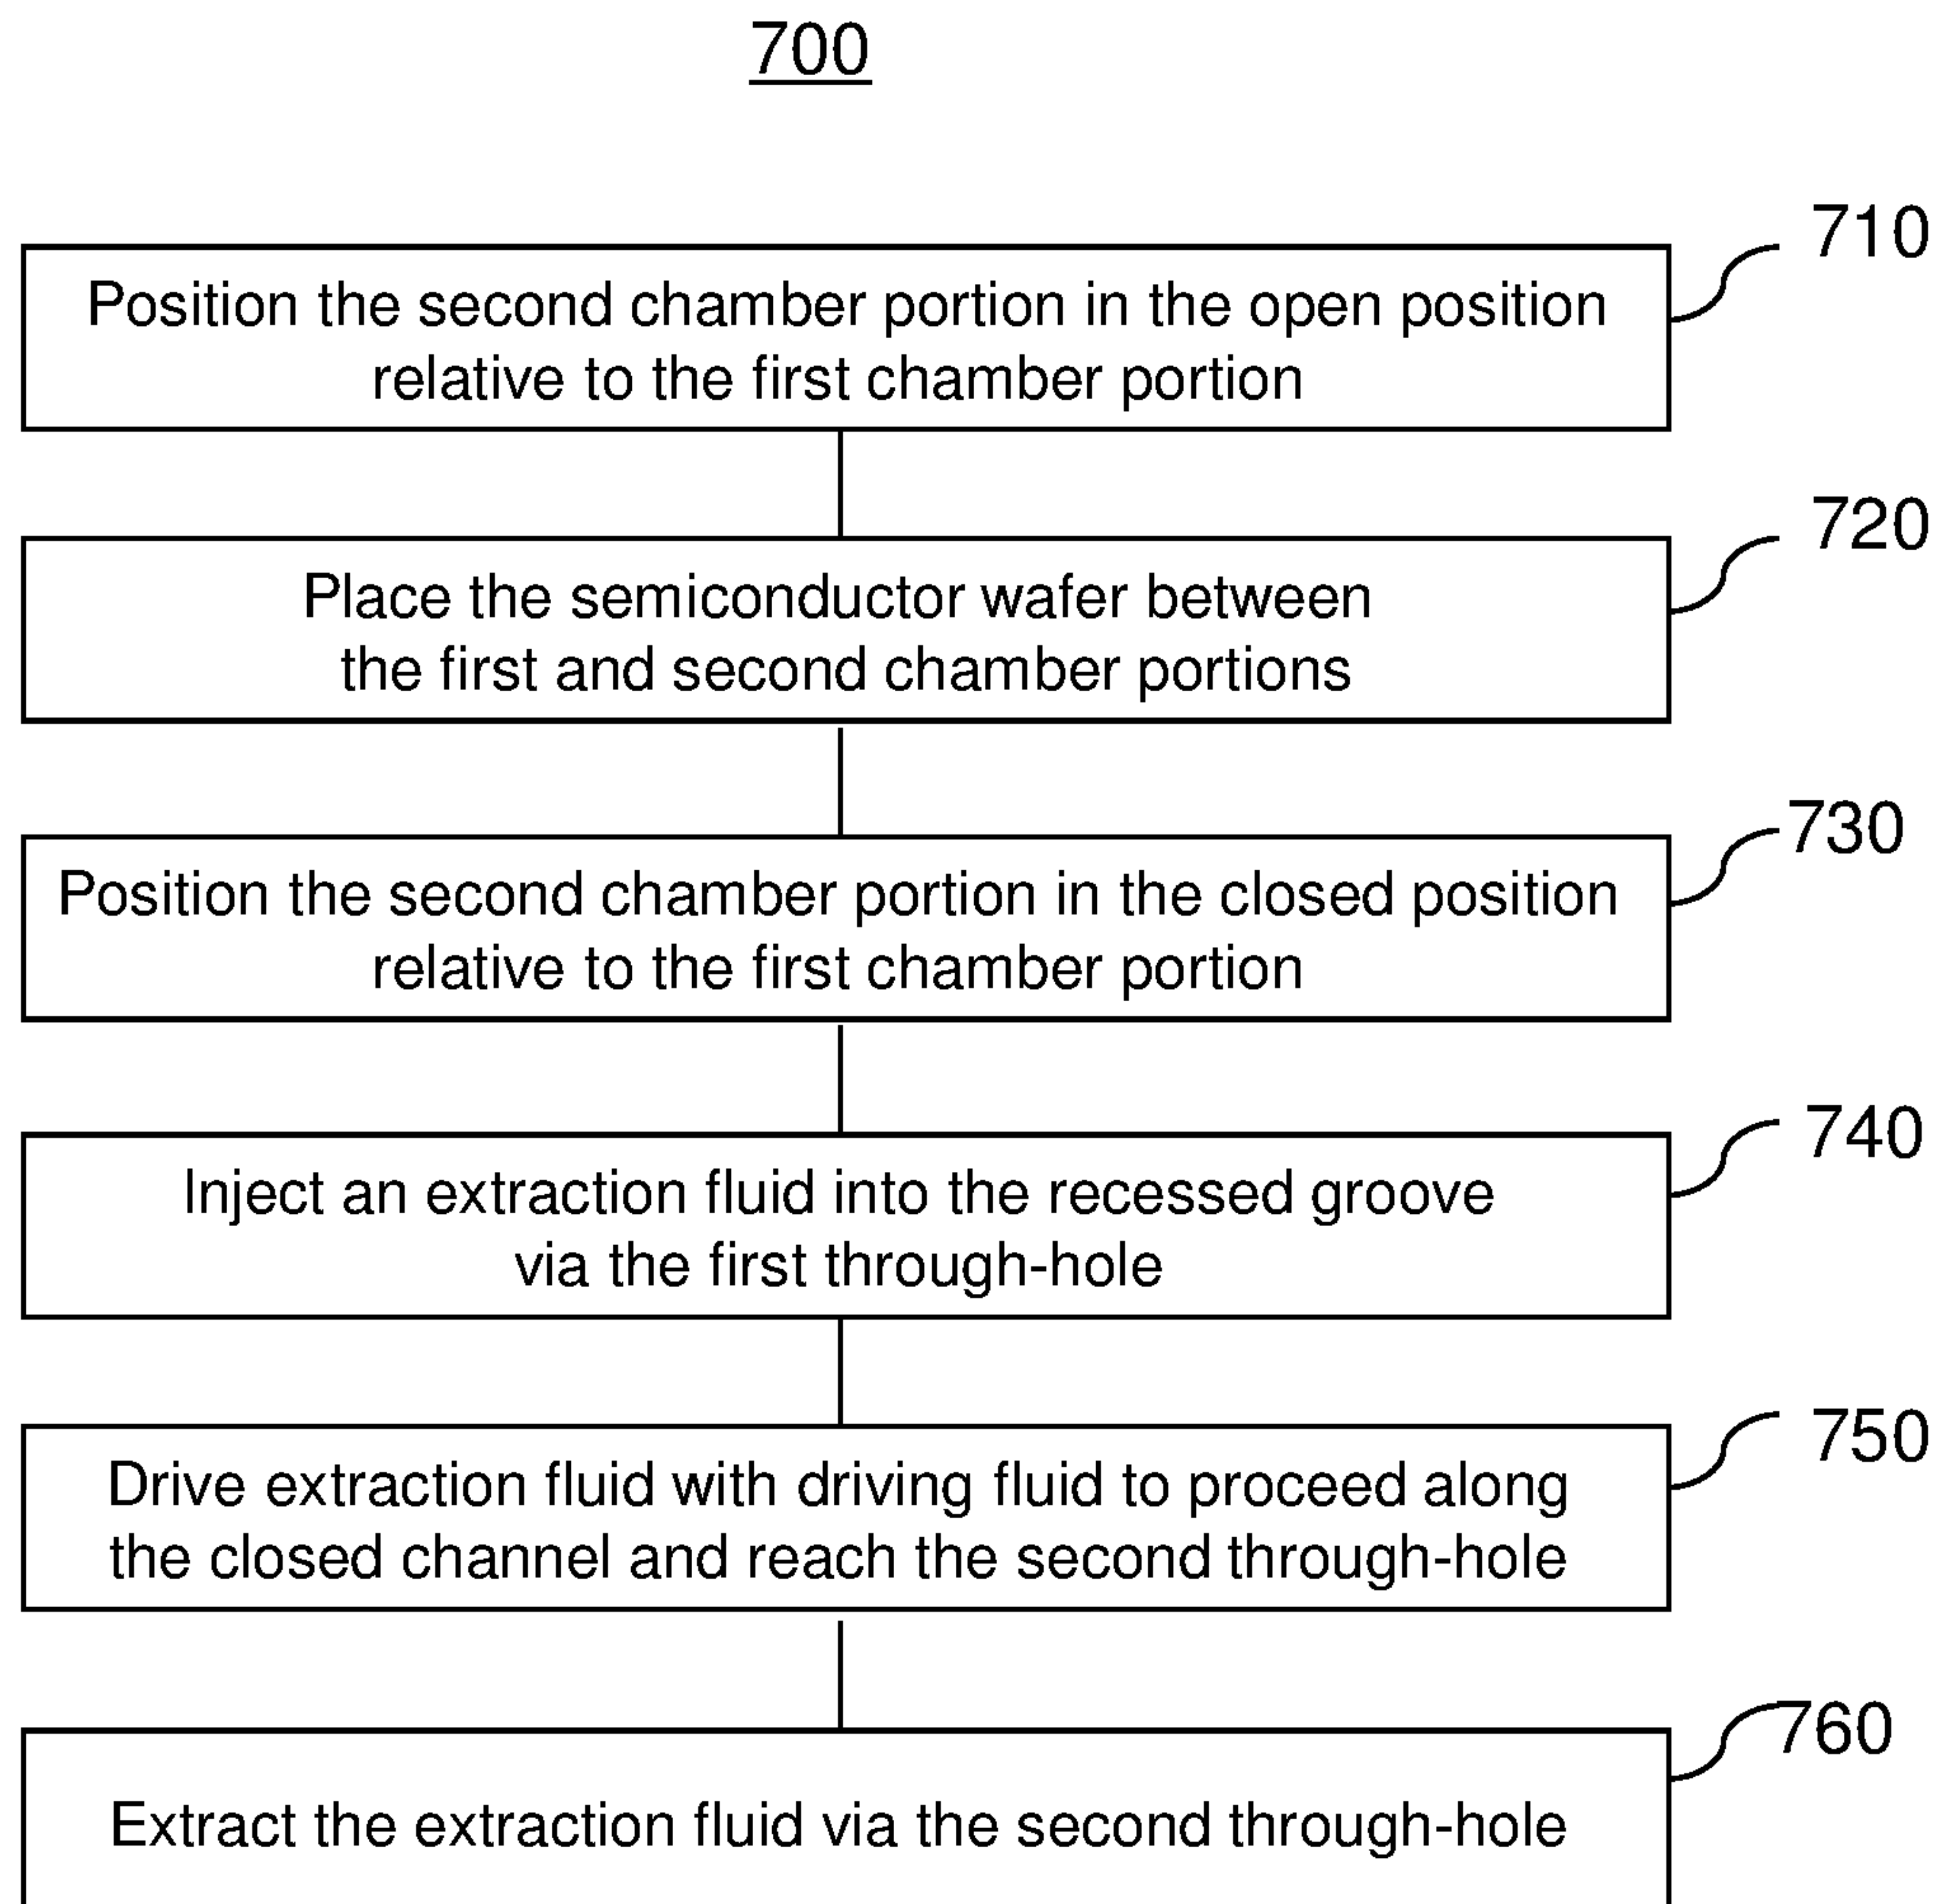 700
710
Position the second chamber portion in the open position
relative to the first chamber portion
720
Place the semiconductor wafer between
the first and second chamber portions
730
Position the second chamber portion in the closed position
relative to the first chamber portion
740
Inject an extraction fluid into the recessed groove
via the first through-hole
750
Drive extraction fluid with driving fluid to proceed along
the closed channel and reach the second through-hole
760
Extract the extraction fluid via the second through-hole